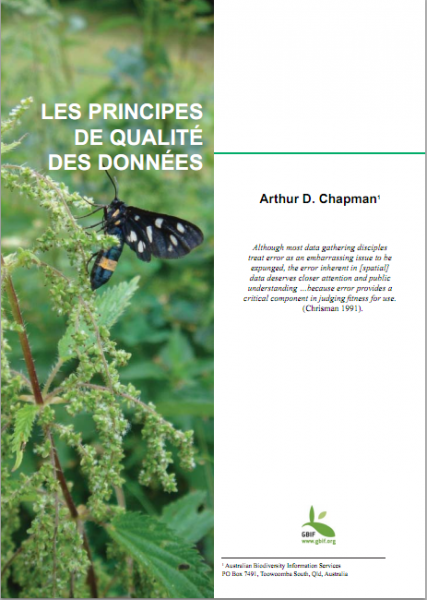 LES PRINCIPES
DE QUALITÉ
DES DONNÉES
Arthur D. Chapman¹
Although most data gathering disciples
treat error as an embarrassing issue to be
expunged, the error inherent in [spatial]
data deserves closer attention and public
understanding ...because error provides a
critical component in judging fitness for use.
(Chrisman 1991).
GBIF
www.gbif.org
¹ Australian Biodiversity Information Services
PO Box 7491, Toowoomba South, Qld, Australia